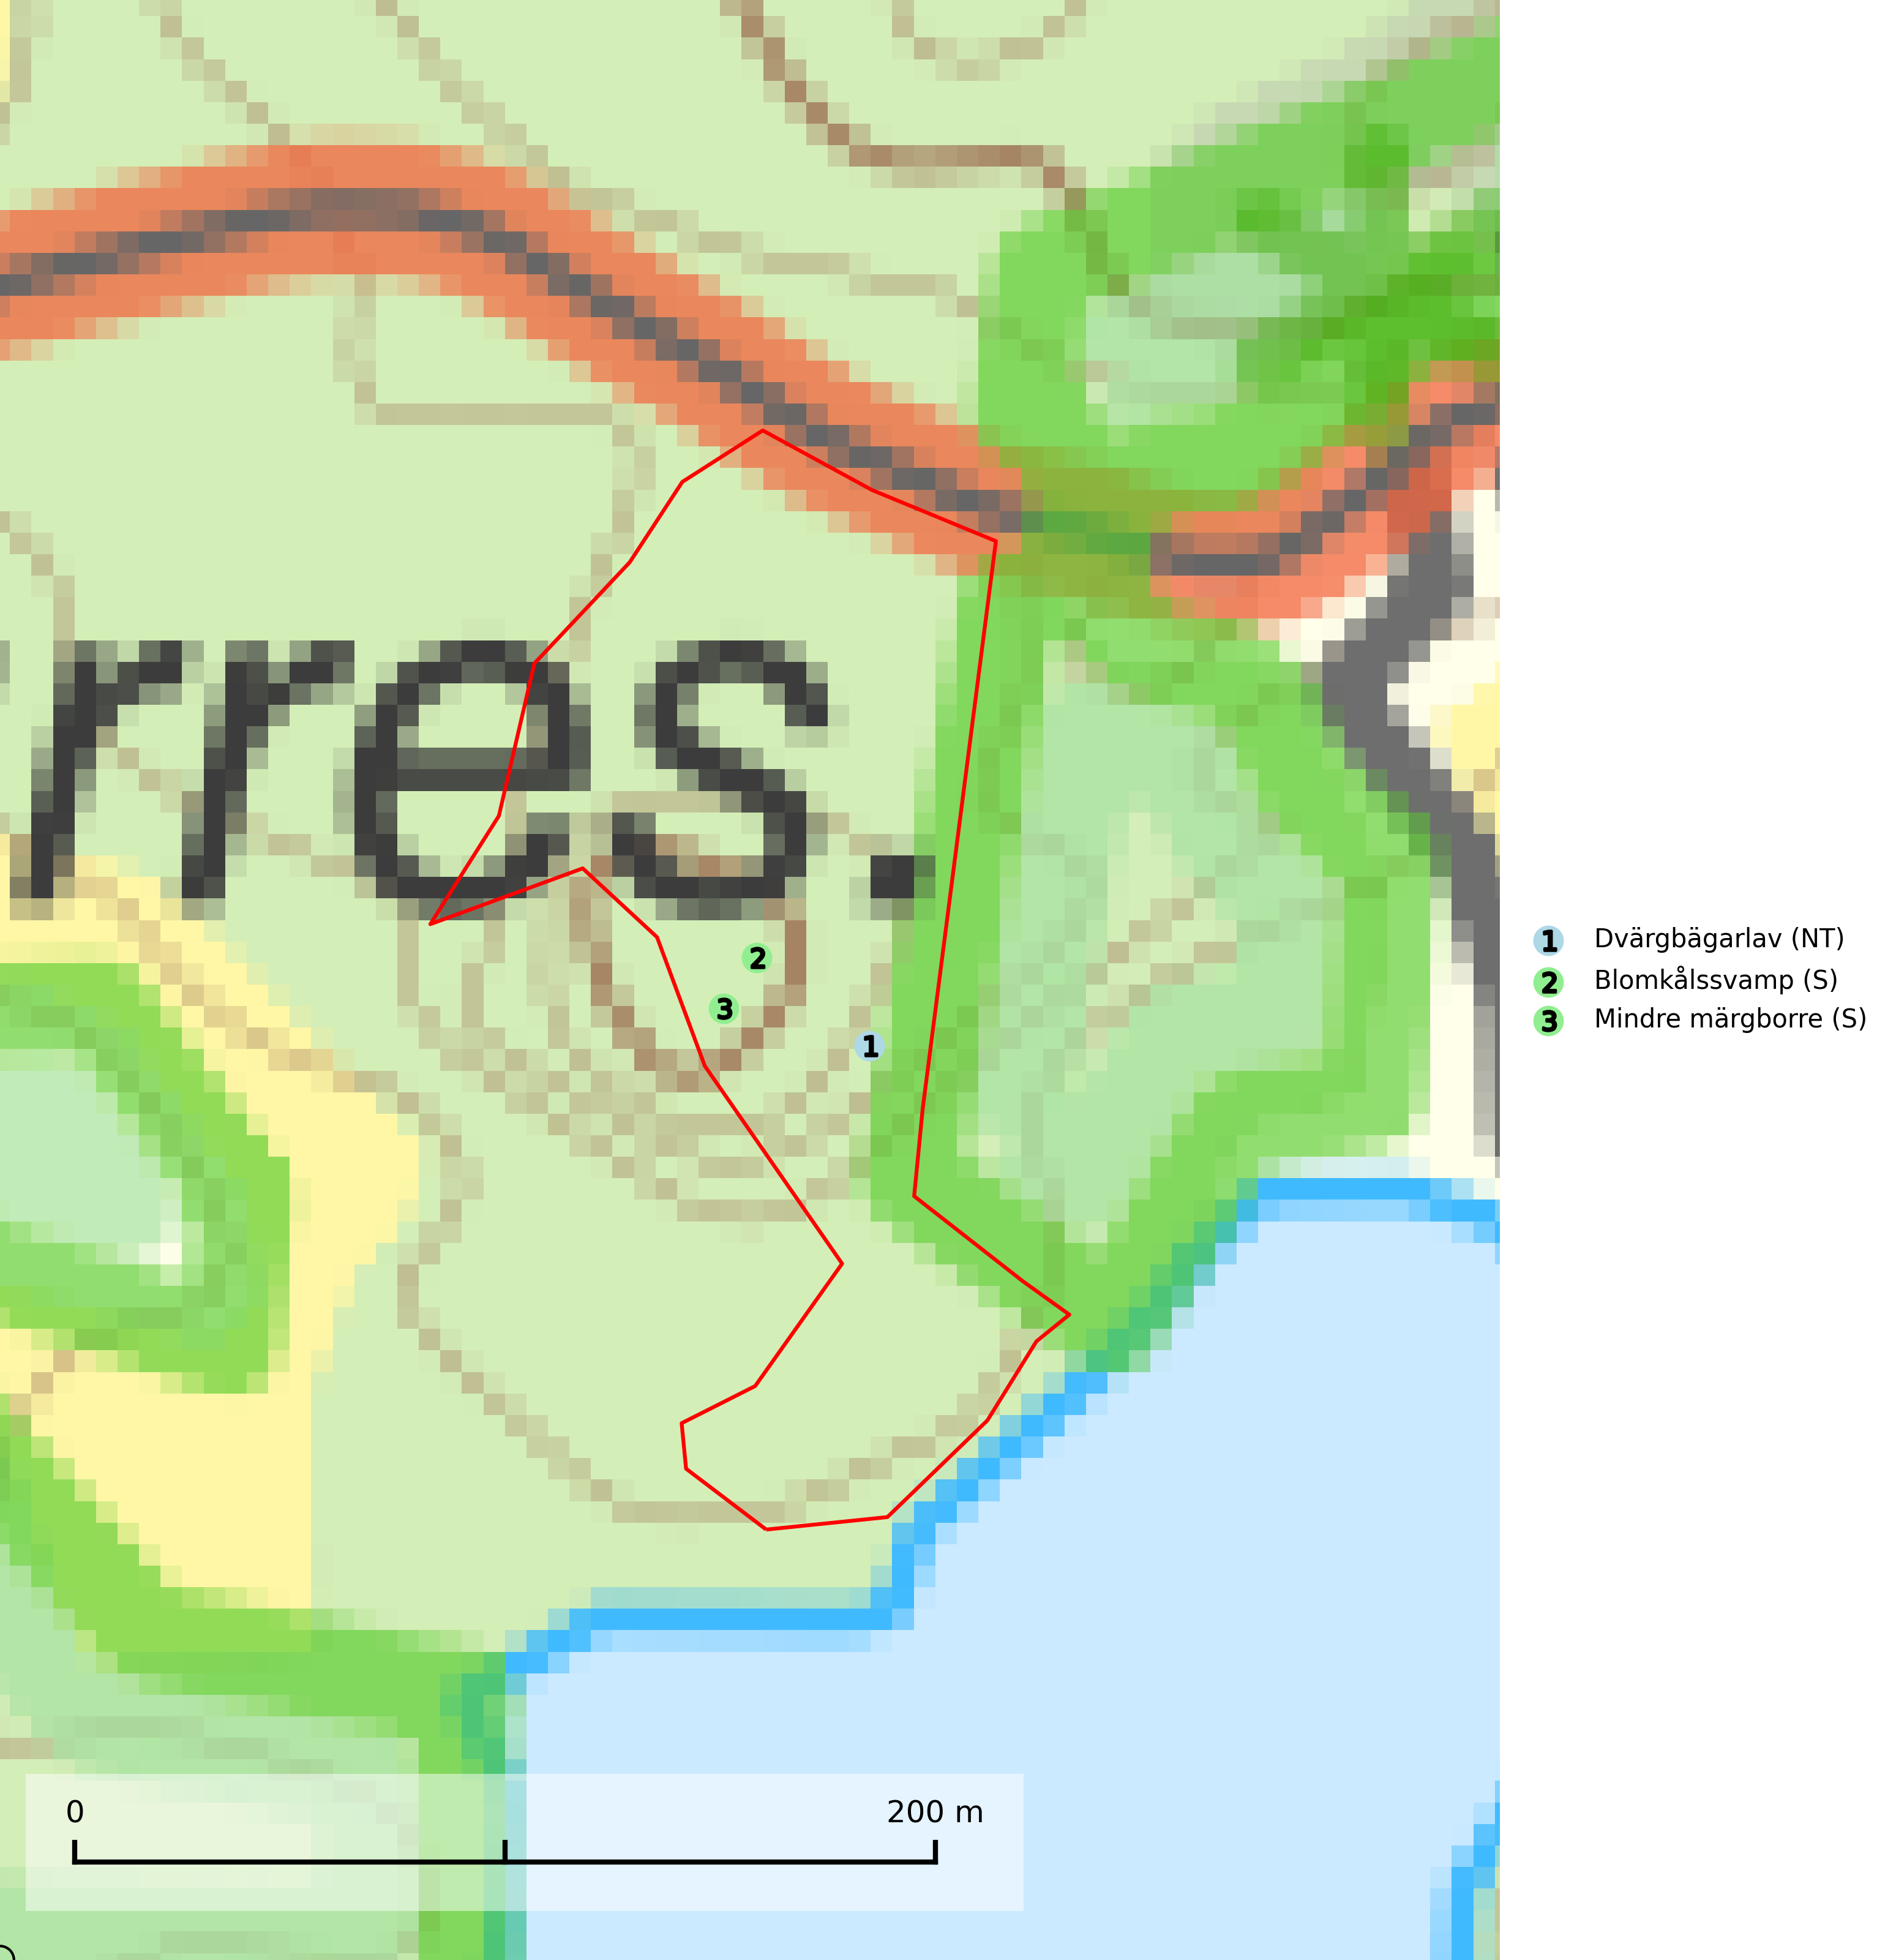 rres.
2
3
1
1 Dvärgbägarlav (NT)
2 Blomkålssvamp (S)
3 Mindre märgborre (S)
0 200 m